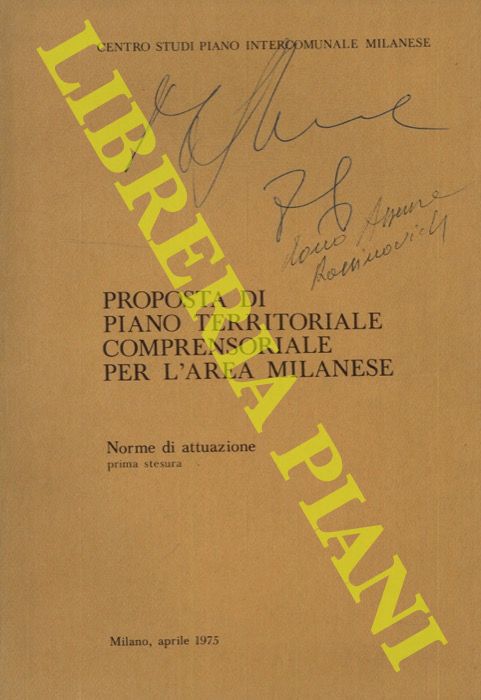 CENTRO STUDI PIANO INTERCOMUNALE MILANESE
PROPOSTA DI
PIANO TERRITORIALE
COMPRENSORIALE
PER L'AREA MILANESE
Norme di attuazione
prima stesura
Milano, aprile 1975
LIBRERIA PIANI